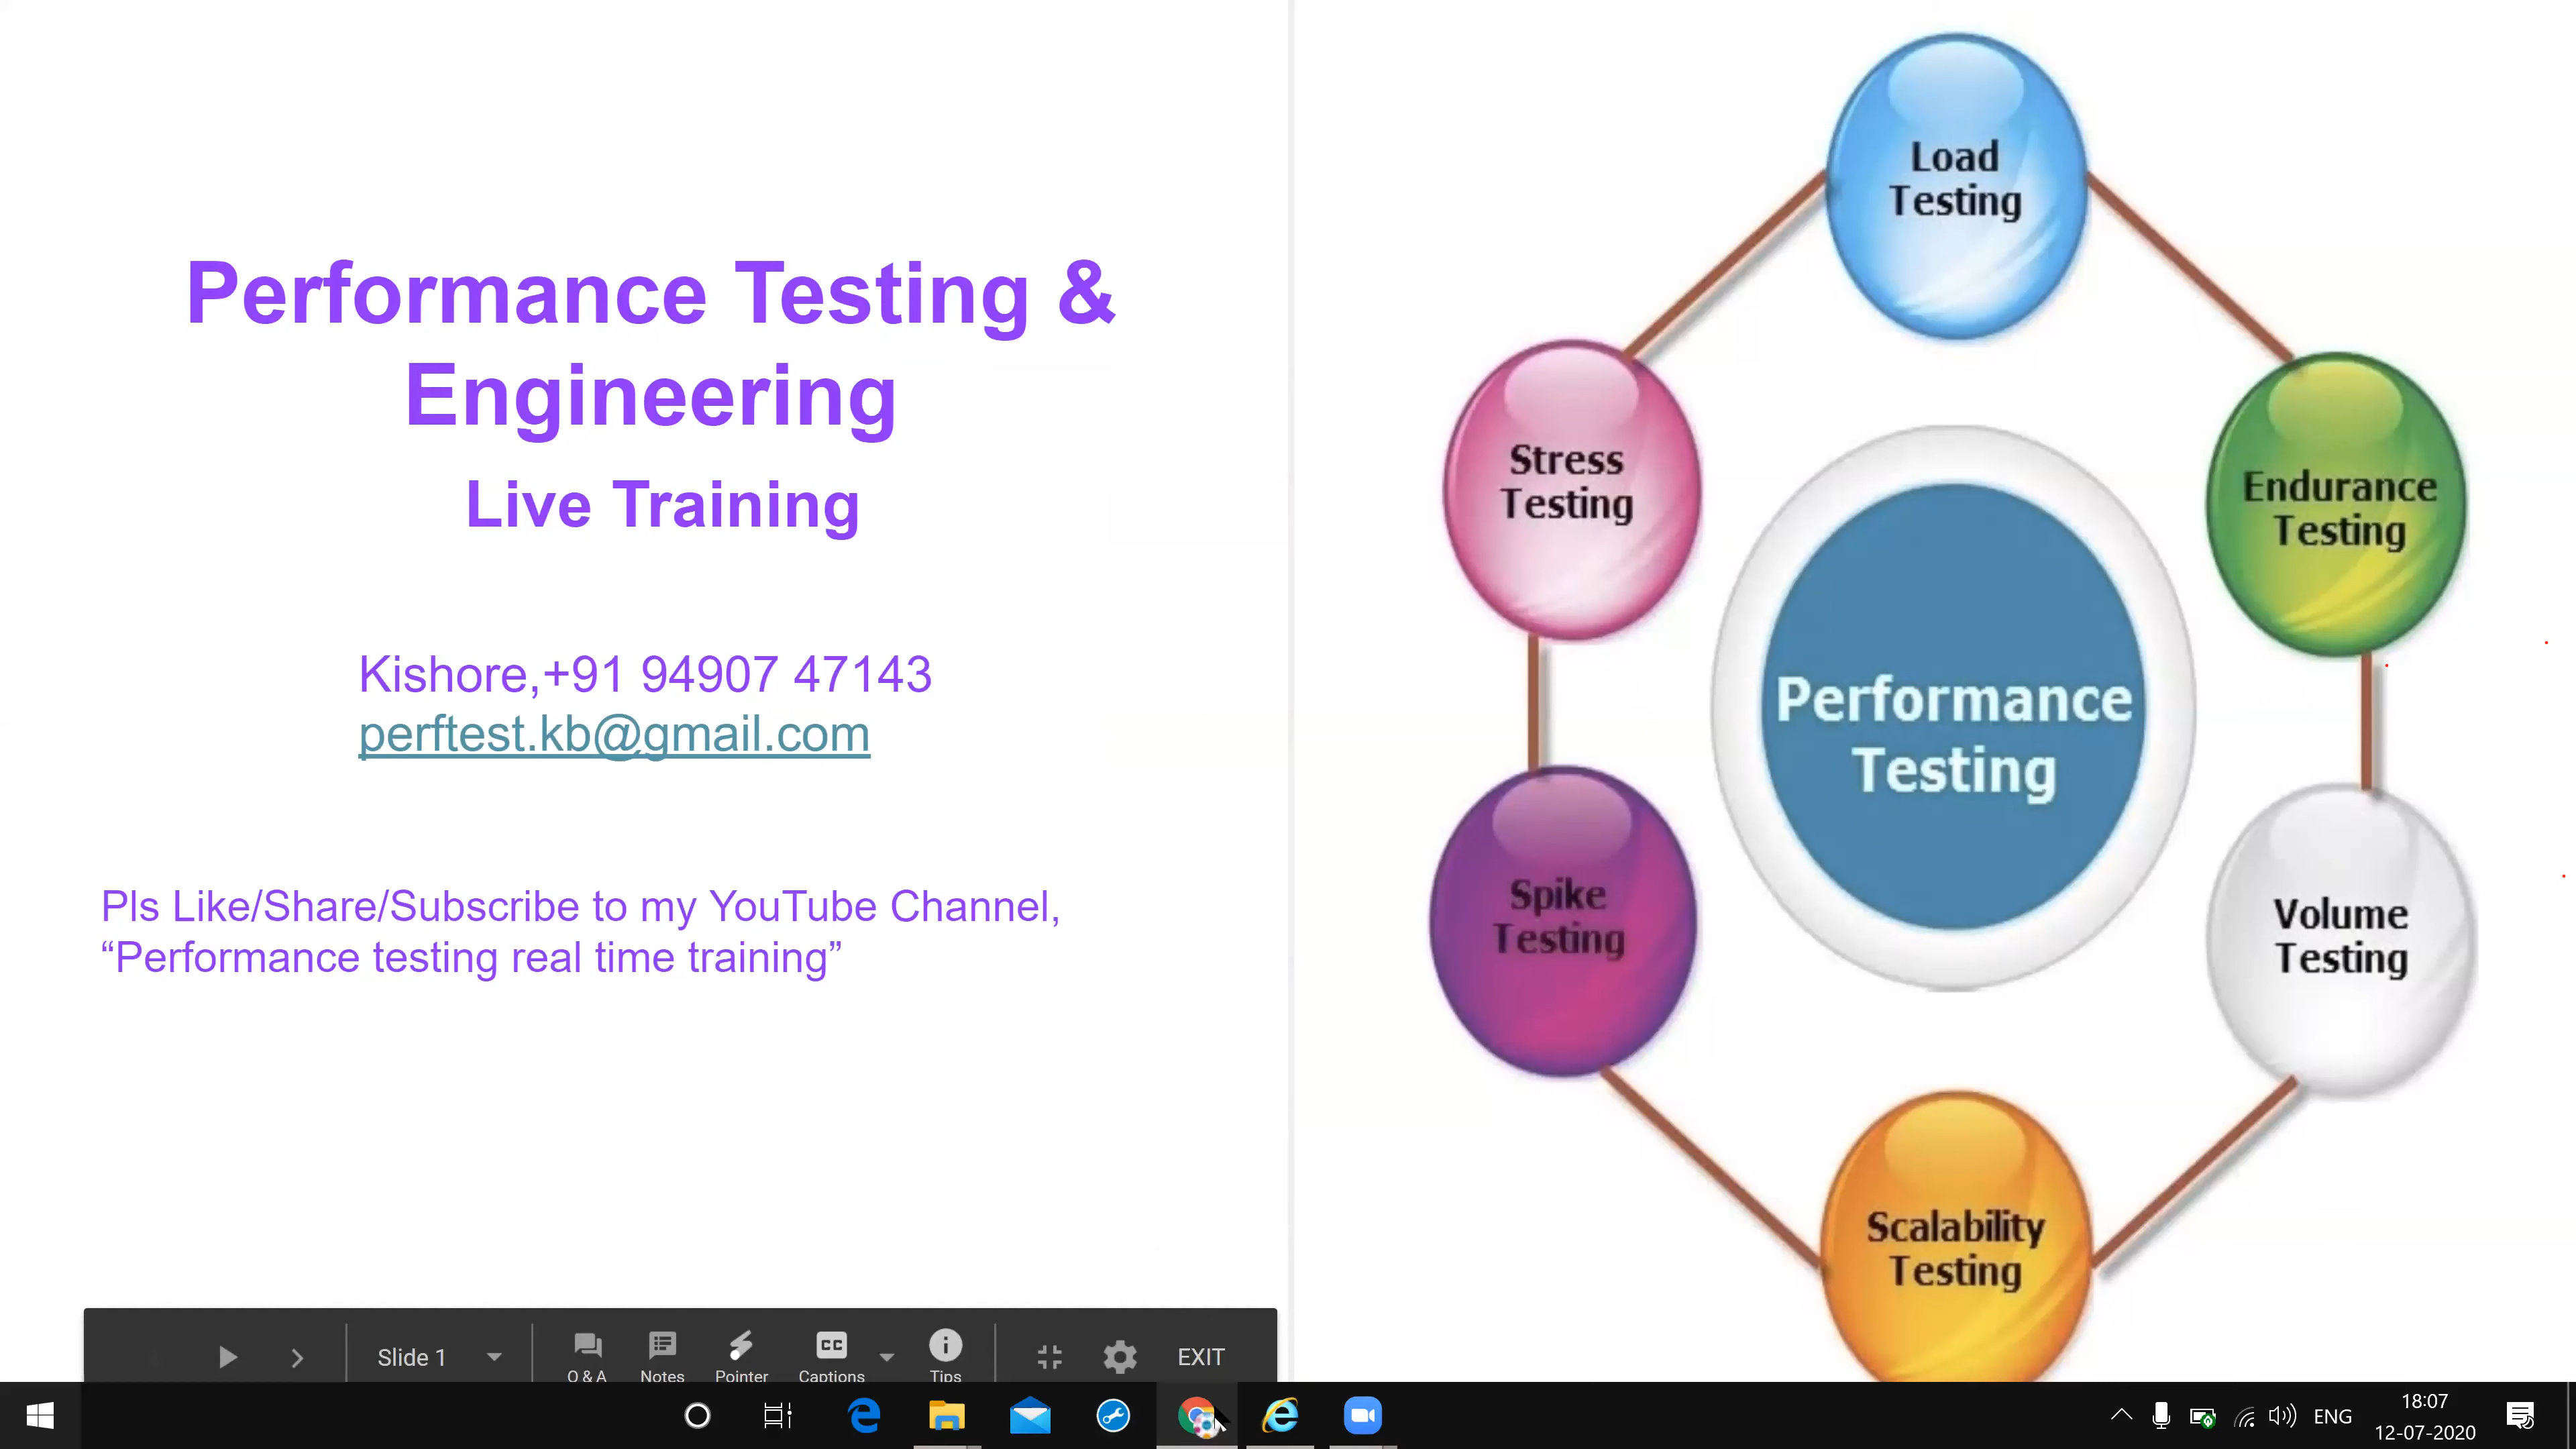 Performance Testing &
Engineering
Live Training
Kishore,+91 94907 47143
perftest.kb@gmail.com
Pls Like/Share/Subscribe to my YouTube Channel,
“Performance testing real time training”
Load
Testing
Stress
Testing
Endurance
Testing
Performance
Testing
Spike
Testing
Volume
Testing
Scalability
Testing
Slide 1
Q & A
Notes
Pointer
CC
Captions
Tips
EXIT
ENG
18:07
12-07-2020